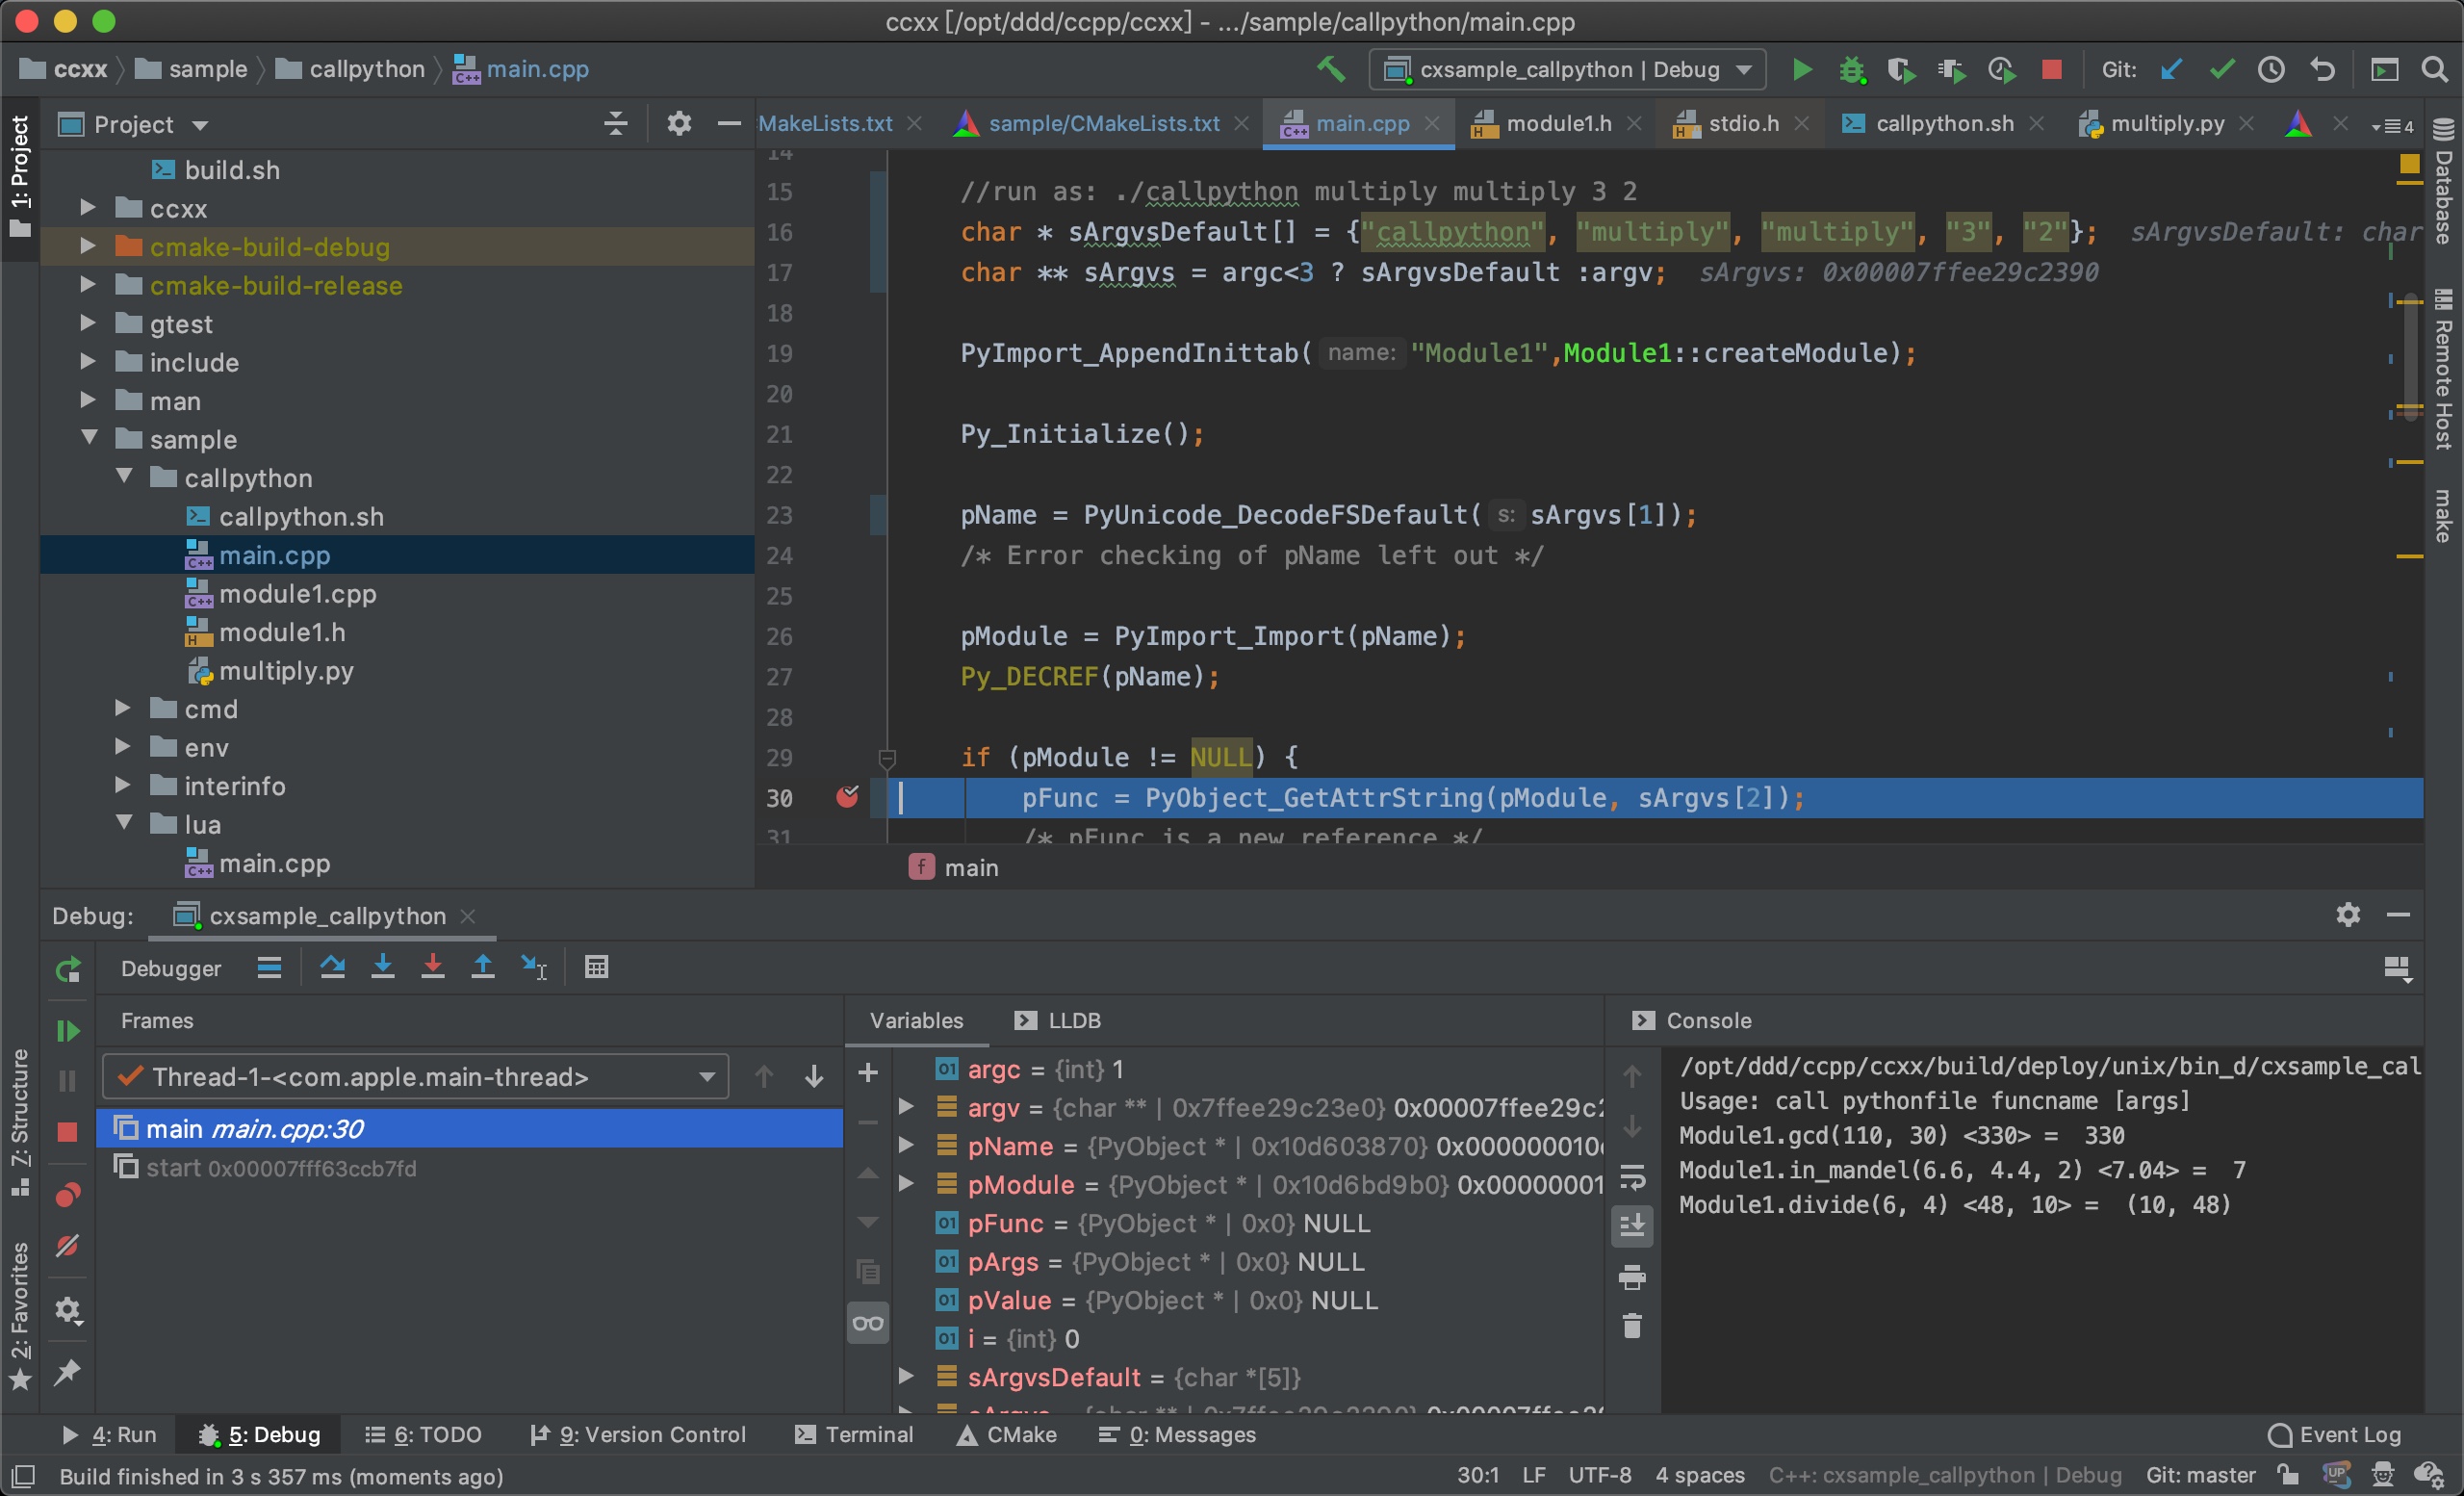 ccxx [/opt/ddd/ccpp/ccxx] - .../sample/callpython/main.cpp
ccxx sample callpython main.cpp
cxsample_callpython | Debug
Git:
1: Project
Project
build.sh
ccxx
cmake-build-debug
cmake-build-release
gtest
include
man
sample
callpython
callpython.sh
main.cpp
module1.cpp
module1.h
multiply.py
cmd
env
interinfo
lua
main.cpp
MakeLists.txt sample/CMakeLists.txt main.cpp module1.h stdio.h callpython.sh multiply.py 4
14
15 //run as: ./callpython multiply multiply 3 2
16 char * sArgvsDefault[] = {"callpython", "multiply", "multiply", "3", "2"}; sArgvsDefault: char
17 char ** sArgvs = argc<3 ? sArgvsDefault :argv; sArgvs: 0x00007ffee29c2390
18
19 PyImport_AppendInittab( name: "Module1",Module1::createModule);
20
21 Py_Initialize();
22
23 pName = PyUnicode_DecodeFSDefault( s: sArgvs[1]);
24 /* Error checking of pName left out */
25
26 pModule = PyImport_Import(pName);
27 Py_DECREF(pName);
28
29 if (pModule != NULL) {
30 pFunc = PyObject_GetAttrString(pModule, sArgvs[2]);
31 /* pFunc is a new reference */
f main
Database
Remote Host
make
Debug: cxsample_callpython
Debugger
Frames
Thread-1-<com.apple.main-thread>
main main.cpp:30
start 0x00007fff63ccb7fd
Variables LLDB
argc = {int} 1
argv = {char ** | 0x7ffee29c23e0} 0x00007ffee29c2
pName = {PyObject * | 0x10d603870} 0x000000010
pModule = {PyObject * | 0x10d6bd9b0} 0x00000001
pFunc = {PyObject * | 0x0} NULL
pArgs = {PyObject * | 0x0} NULL
pValue = {PyObject * | 0x0} NULL
i = {int} 0
sArgvsDefault = {char *[5]}
sArgvs = {char ** | 0x7ffee29c2390} 0x00007ffee29
Console
/opt/ddd/ccpp/ccxx/build/deploy/unix/bin_d/cxsample_cal
Usage: call pythonfile funcname [args]
Module1.gcd(110, 30) <330> = 330
Module1.in_mandel(6.6, 4.4, 2) <7.04> = 7
Module1.divide(6, 4) <48, 10> = (10, 48)
7: Structure
2: Favorites
4: Run 5: Debug 6: TODO 9: Version Control Terminal CMake 0: Messages Event Log
Build finished in 3 s 357 ms (moments ago) 30:1 LF UTF-8 4 spaces C++: cxsample_callpython | Debug Git: master